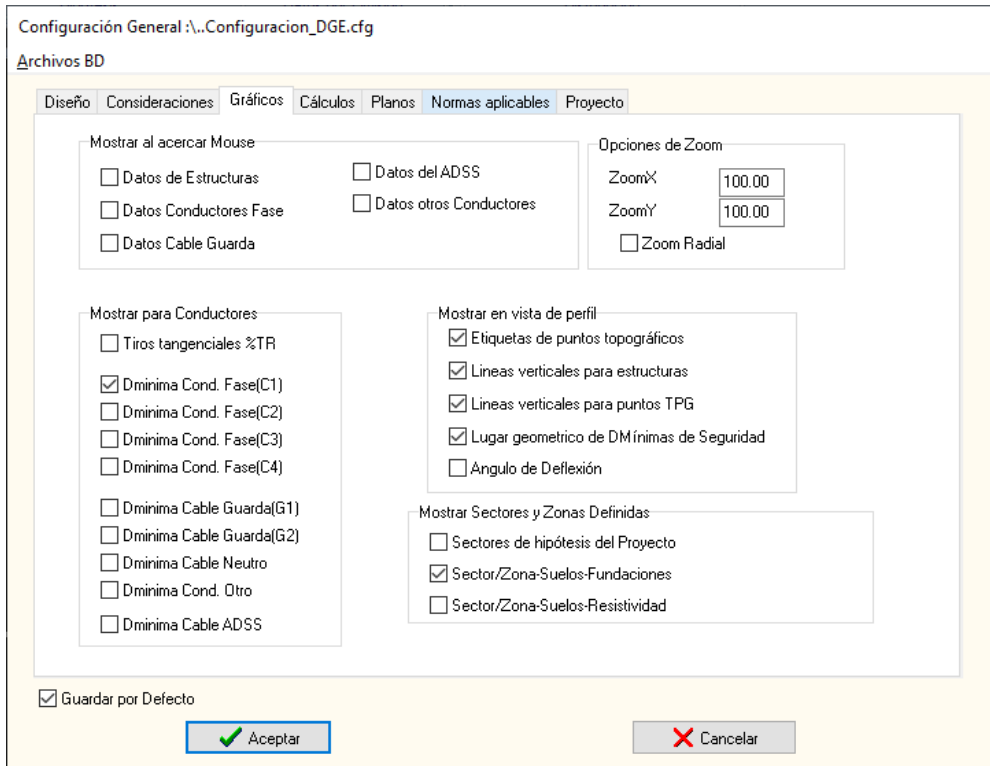 Configuración General :\..Configuracion_DGE.cfg
Archivos BD
Diseño Consideraciones Gráficos Cálculos Planos Normas aplicables Proyecto
Mostrar al acercar Mouse
Datos de Estructuras
Datos Conductores Fase
Datos Cable Guarda
Datos del ADSS
Datos otros Conductores
Opciones de Zoom
ZoomX 100.00
ZoomY 100.00
Zoom Radial
Mostrar para Conductores
Tiros tangenciales %TR
Dminima Cond. Fase(C1)
Dminima Cond. Fase(C2)
Dminima Cond. Fase(C3)
Dminima Cond. Fase(C4)
Dminima Cable Guarda(G1)
Dminima Cable Guarda(G2)
Dminima Cable Neutro
Dminima Cond. Otro
Dminima Cable ADSS
Mostrar en vista de perfil
Etiquetas de puntos topográficos
Lineas verticales para estructuras
Lineas verticales para puntos TPG
Lugar geometrico de DMínimas de Seguridad
Angulo de Deflexión
Mostrar Sectores y Zonas Definidas
Sectores de hipótesis del Proyecto
Sector/Zona-Suelos-Fundaciones
Sector/Zona-Suelos-Resistividad
Guardar por Defecto
Aceptar
Cancelar